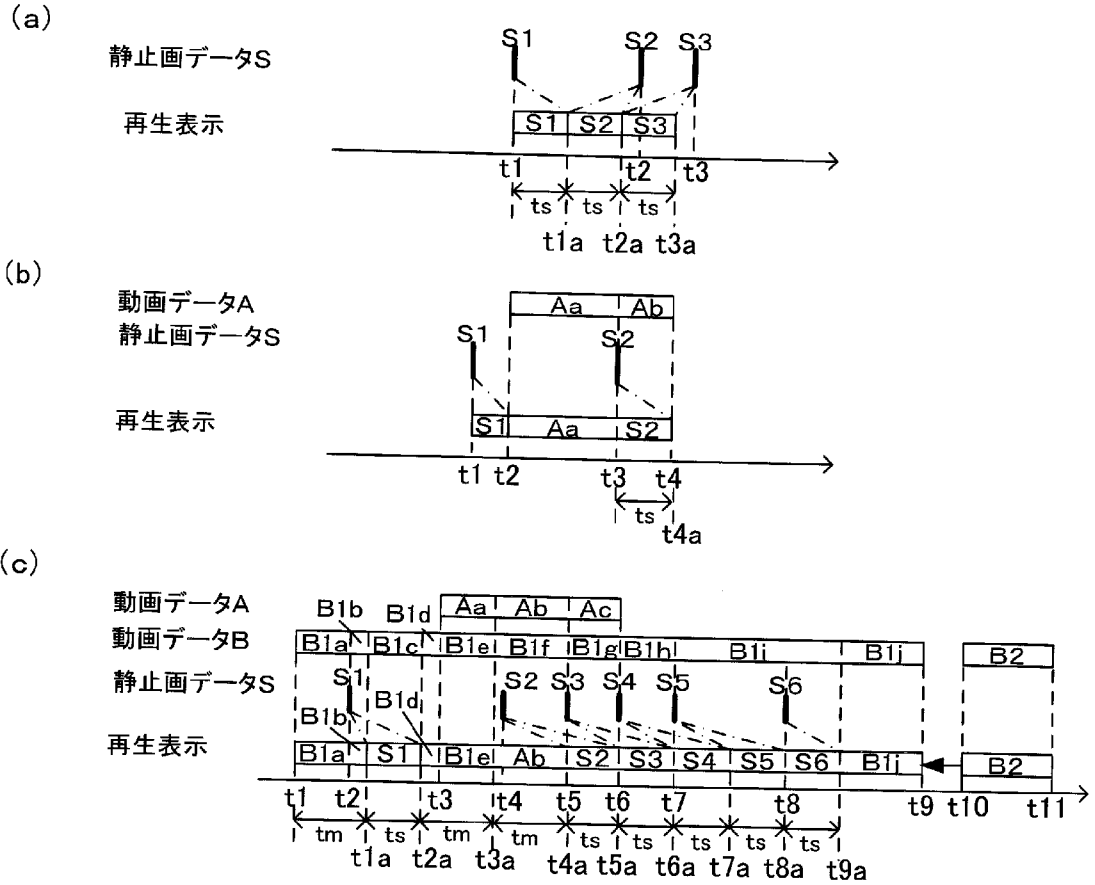 (a)
S1 S2 S3
静止画データS
再生表示
S1 S2 S3
t1 t2 t3
ts ts ts
t1a t2a t3a
(b)
動画データA
Aa Ab
静止画データS
S1 S2
再生表示
S1 Aa S2
t1 t2 t3 t4
ts
t4a
(c)
動画データA
Aa Ab Ac
B1b B1d
動画データB
B1a B1c B1e B1f B1g B1h B1i B1j B2
静止画データS
S1 S2 S3 S4 S5 S6
B1b B1d
再生表示
B1a S1 B1e Ab S2 S3 S4 S5 S6 B1j B2
t1 t2 t3 t4 t5 t6 t7 t8 t9 t10 t11
tm ts tm tm ts ts ts ts ts
t1a t2a t3a t4a t5a t6a t7a t8a t9a